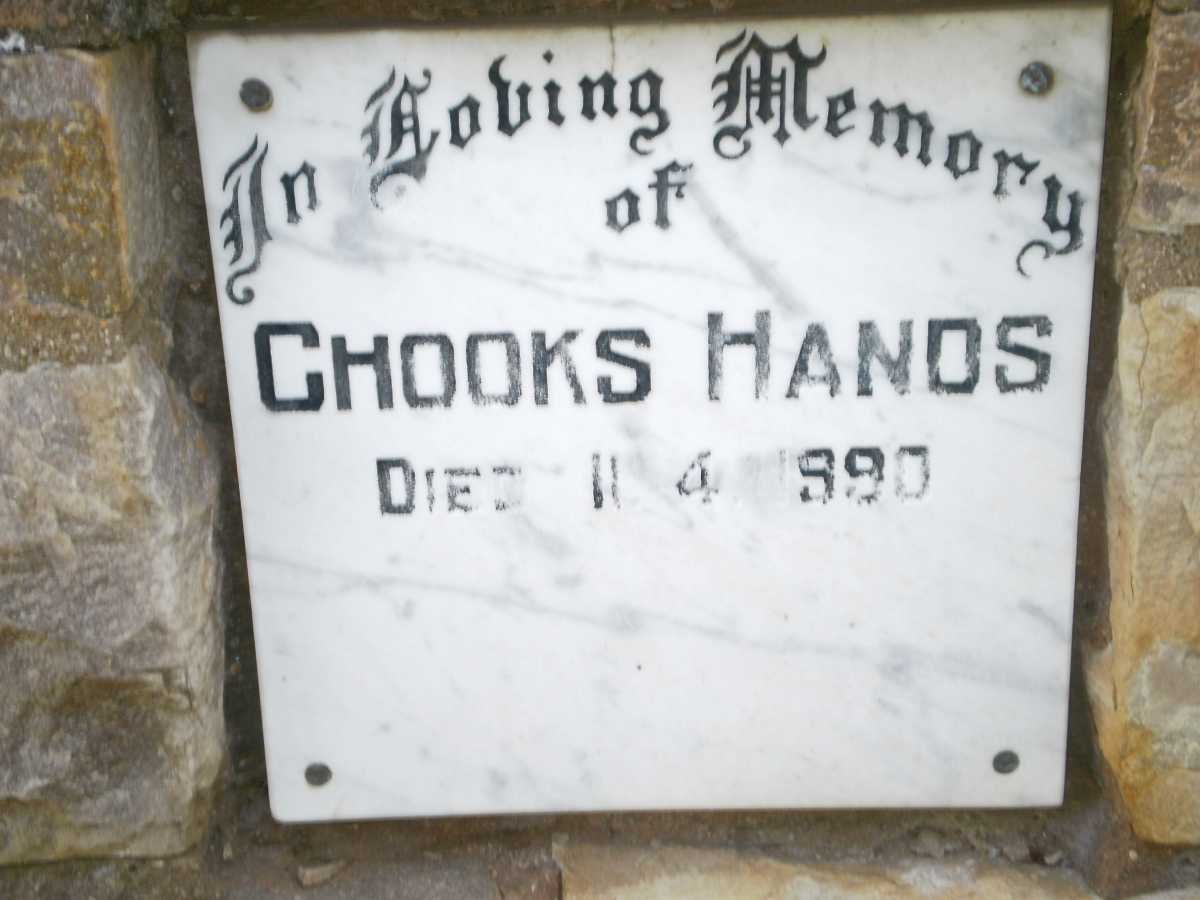 In Loving Memory
of
CHOOKS HANDS
DIED 11. 4. 1990